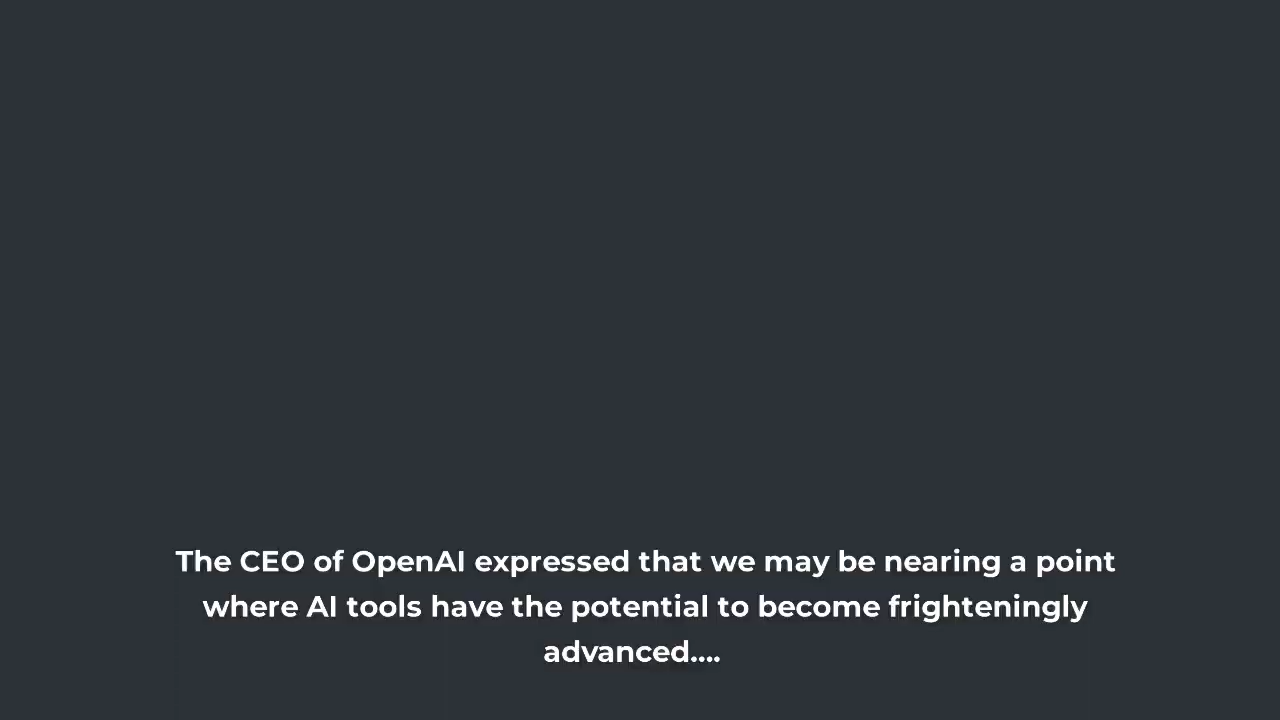 The CEO of OpenAI expressed that we may be nearing a point
where AI tools have the potential to become frighteningly
advanced....